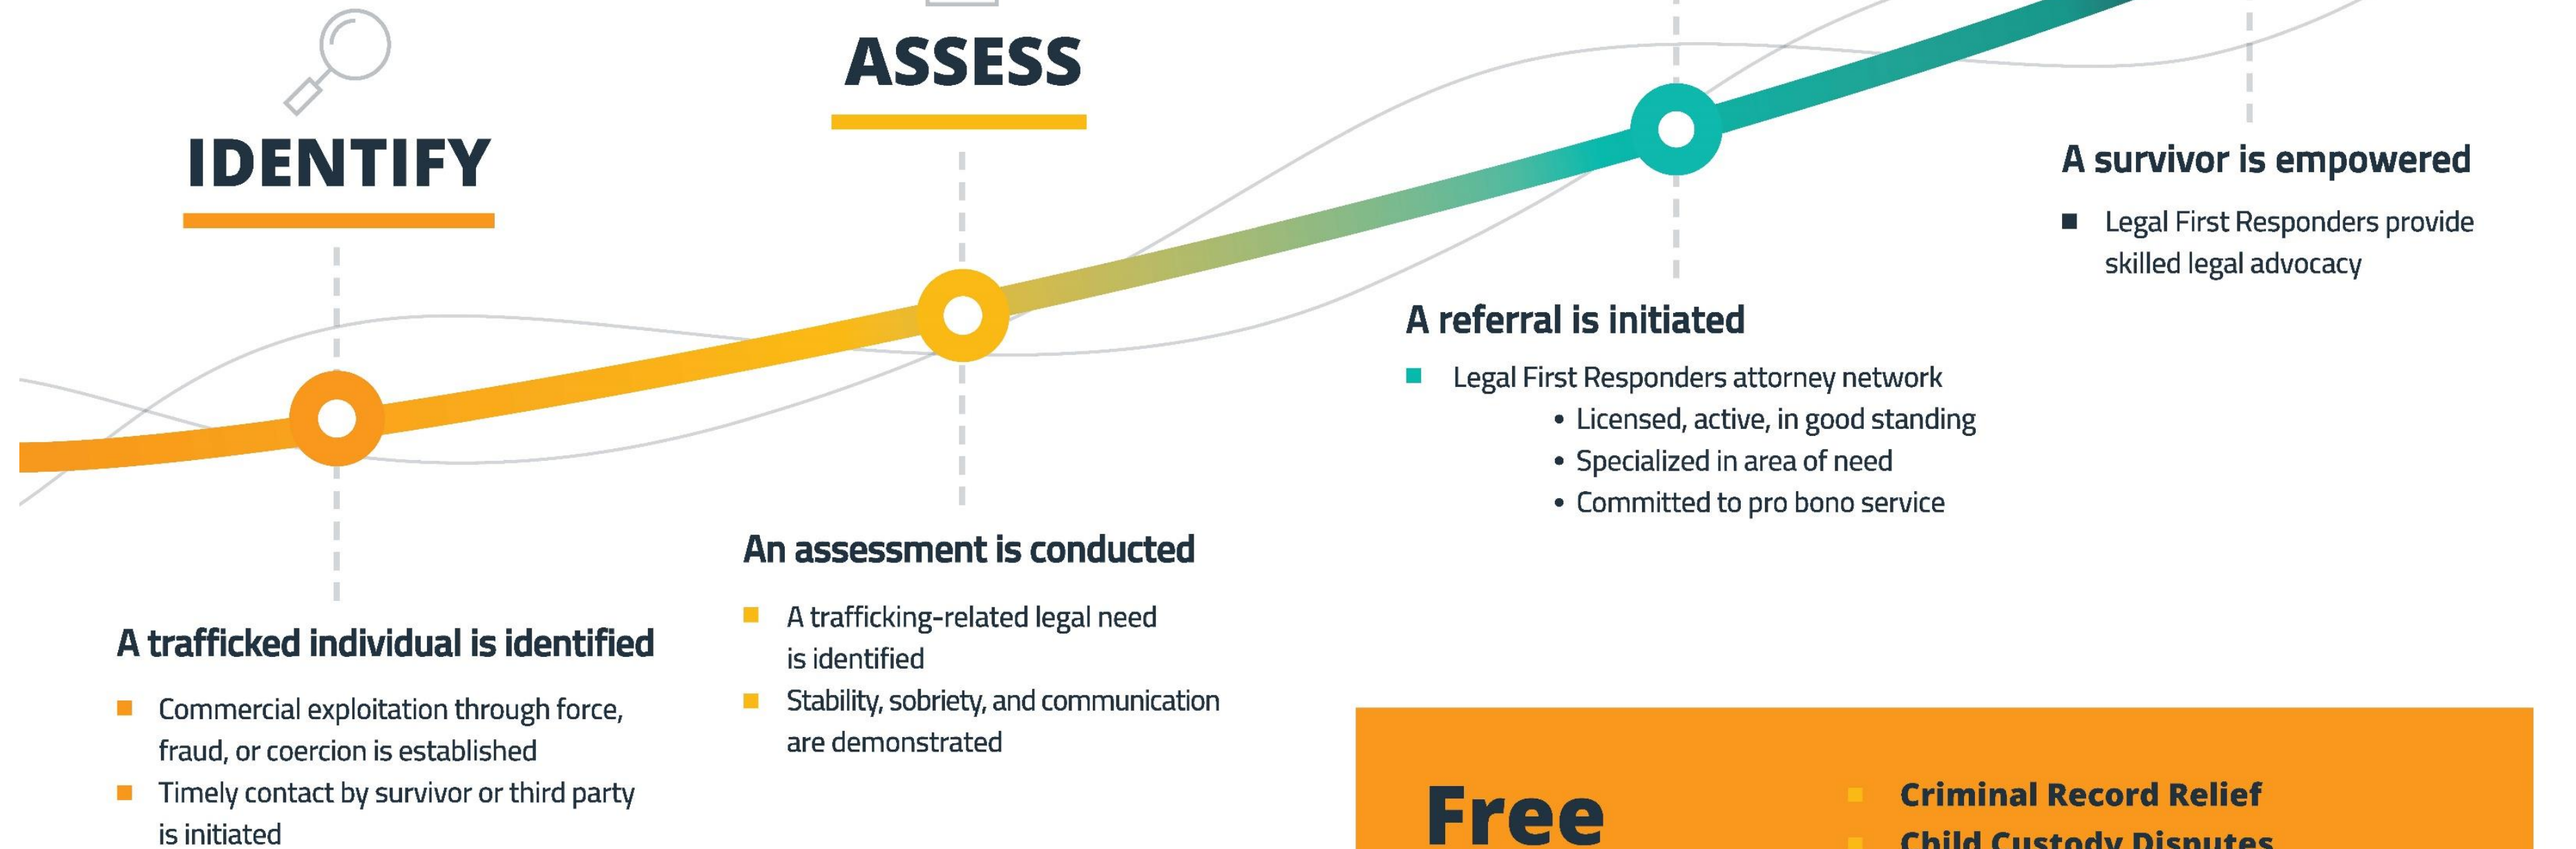 IDENTIFY
A trafficked individual is identified
Commercial exploitation through force,
fraud, or coercion is established
Timely contact by survivor or third party
is initiated
ASSESS
An assessment is conducted
A trafficking-related legal need
is identified
Stability, sobriety, and communication
are demonstrated
A referral is initiated
Legal First Responders attorney network
• Licensed, active, in good standing
• Specialized in area of need
• Committed to pro bono service
A survivor is empowered
Legal First Responders provide
skilled legal advocacy
Free
Criminal Record Relief
Child Custody Disputes